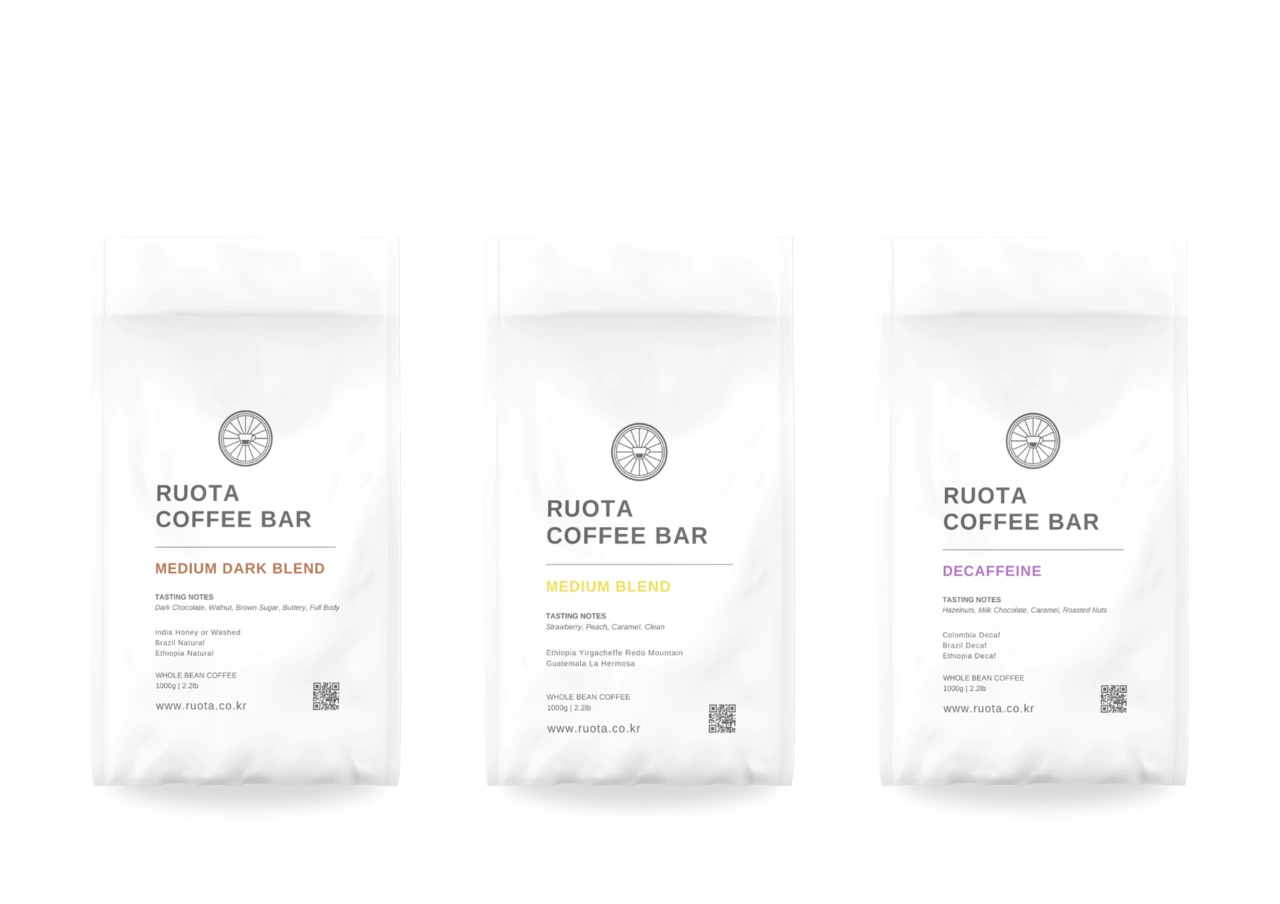 RUOTA
COFFEE BAR
MEDIUM DARK BLEND
TASTING NOTES
Dark Chocolate, Walnut, Brown Sugar, Buttery, Full Body
India Honey or Washed
Brazil Natural
Ethiopia Natural
WHOLE BEAN COFFEE
1000g | 2.2lb
www.ruota.co.kr
RUOTA
COFFEE BAR
MEDIUM BLEND
TASTING NOTES
Strawberry, Peach, Caramel, Clean
Ethiopia Yirgacheffe Redo Mountain
Guatemala La Hermosa
WHOLE BEAN COFFEE
1000g | 2.2lb
www.ruota.co.kr
RUOTA
COFFEE BAR
DECAFFEINE
TASTING NOTES
Hazelnuts, Milk Chocolate, Caramel, Roasted Nuts
Colombia Decaf
Brazil Decaf
Ethiopia Decaf
WHOLE BEAN COFFEE
1000g | 2.2lb
www.ruota.co.kr